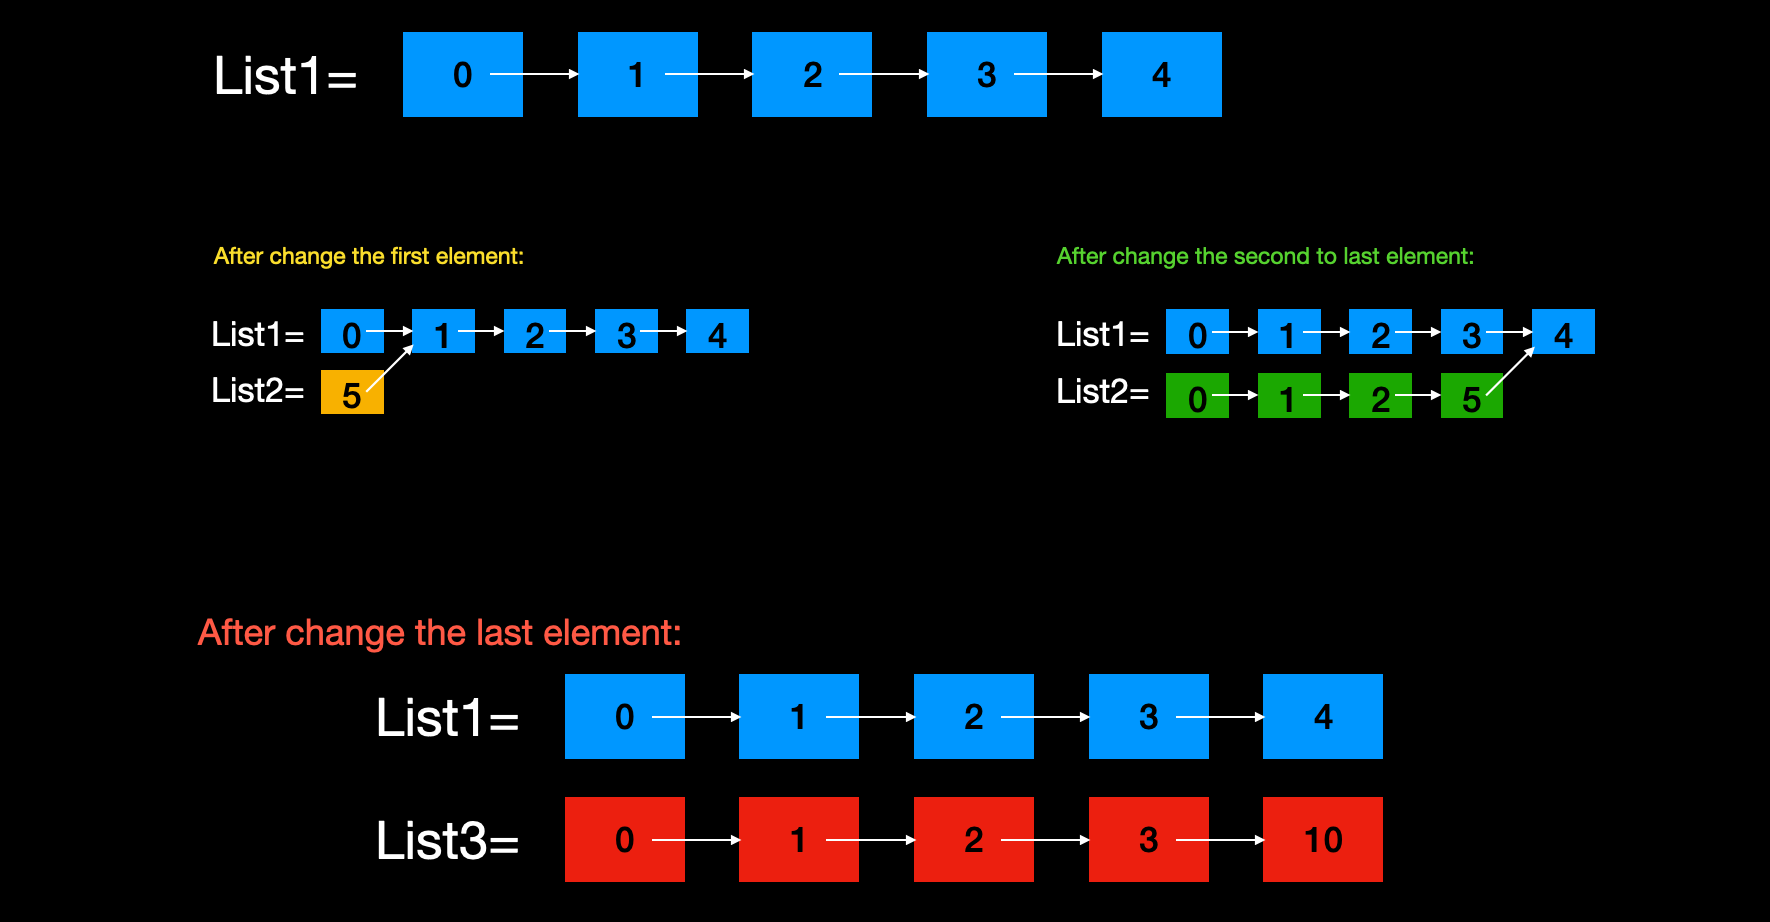 List1= 0 1 2 3 4
After change the first element:
List1= 0 1 2 3 4
List2= 5
After change the second to last element:
List1= 0 1 2 3 4
List2= 0 1 2 5
After change the last element:
List1= 0 1 2 3 4
List3= 0 1 2 3 10